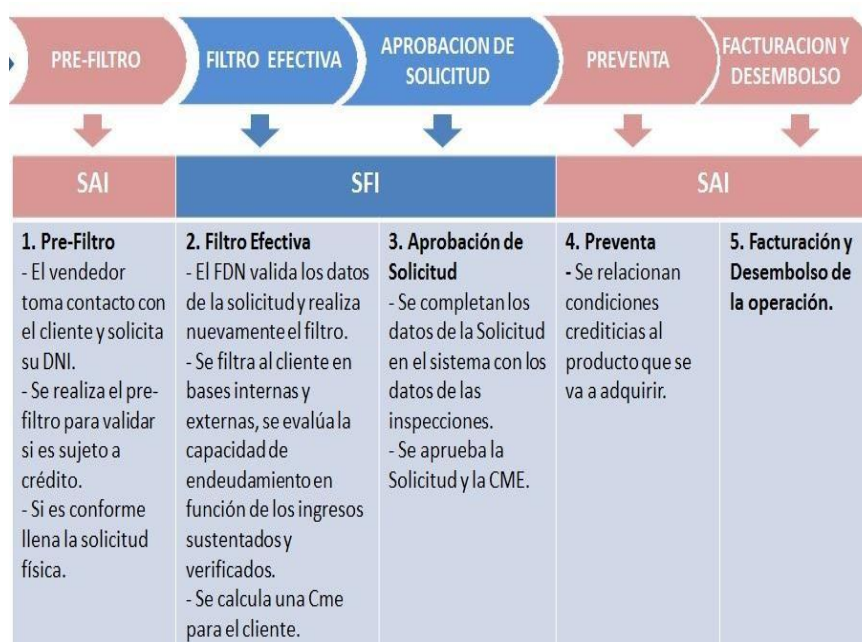 PRE-FILTRO
FILTRO EFECTIVA
APROBACION DE
SOLICITUD
PREVENTA
FACTURACION Y
DESEMBOLSO
SAI
SFI
SAI
1. Pre-Filtro
- El vendedor
toma contacto con
el cliente y solicita
su DNI.
- Se realiza el pre-
filtro para validar
si es sujeto a
crédito.
- Si es conforme
llena la solicitud
física.
2. Filtro Efectiva
- El FDN valida los datos
de la solicitud y realiza
nuevamente el filtro.
- Se filtra al cliente en
bases internas y
externas, se evalúa la
capacidad de
endeudamiento en
función de los ingresos
sustentados y
verificados.
- Se calcula una Cme
para el cliente.
3. Aprobación de
Solicitud
- Se completan los
datos de la Solicitud
en el sistema con los
datos de las
inspecciones.
- Se aprueba la
Solicitud y la CME.
4. Preventa
- Se relacionan
condiciones
crediticias al
producto que se
va a adquirir.
5. Facturación y
Desembolso de
la operación.